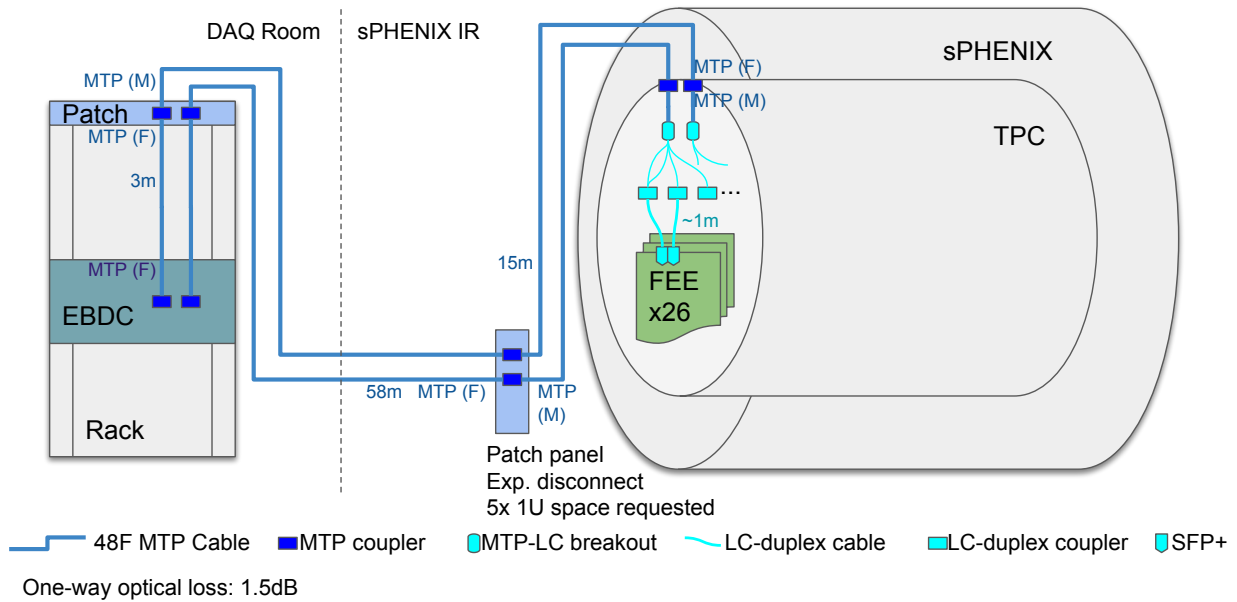 DAQ Room
sPHENIX IR
sPHENIX
MTP (M)
MTP (F)
Patch
MTP (M)
MTP (F)
TPC
3m
...
~1m
MTP (F)
15m
FEE
x26
EBDC
58m MTP (F)
MTP
(M)
Rack
Patch panel
Exp. disconnect
5x 1U space requested
48F MTP Cable
MTP coupler
MTP-LC breakout
LC-duplex cable
LC-duplex coupler
SFP+
One-way optical loss: 1.5dB